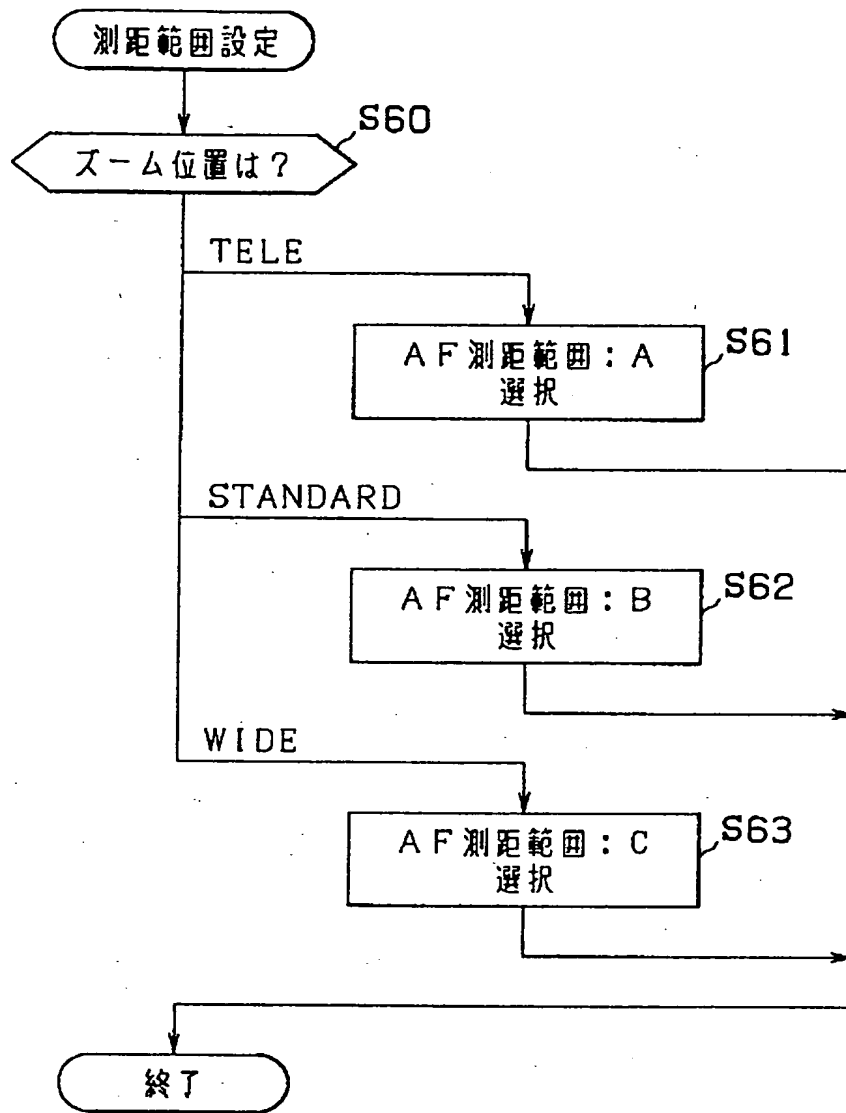 測距範囲設定
S60
ズーム位置は?
TELE
AF測距範囲:A
選択
S61
STANDARD
AF測距範囲:B
選択
S62
WIDE
AF測距範囲:C
選択
S63
終了